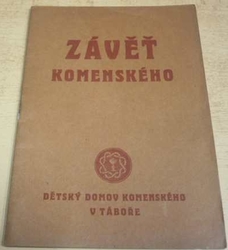 ZÁVĚŤ
KOMENSKÉHO
DĚTSKÝ DOMOV KOMENSKÉHO
V TÁBOŘE